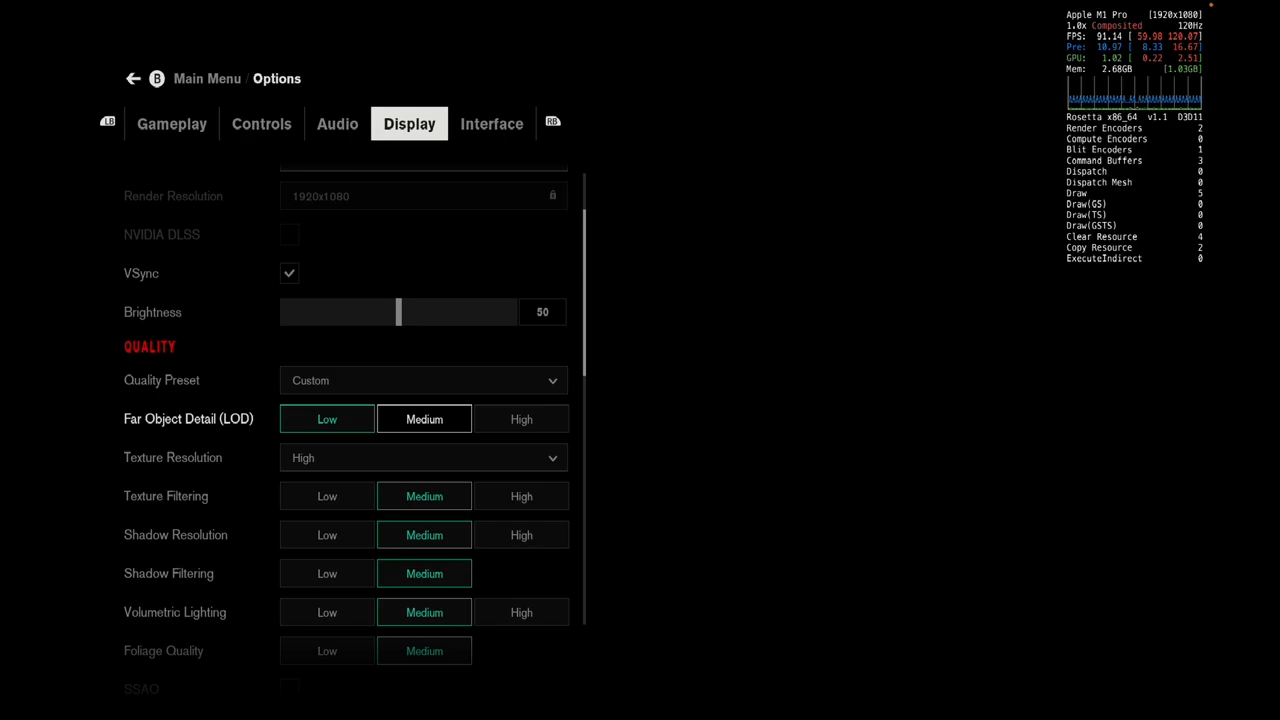 Apple M1 Pro [1920x1080]
1.0x Composited 120Hz
FPS: 91.14 [ 59.98 120.07]
Pre: 10.97 [ 8.33 16.67]
GPU: 1.02 [ 0.22 2.51]
Mem: 2.68GB [1.03GB]
Rosetta x86_64 v1.1 D3D11
Render Encoders 2
Compute Encoders 0
Blit Encoders 1
Command Buffers 3
Dispatch 0
Dispatch Mesh 0
Draw 5
Draw(GS) 0
Draw(TS) 0
Draw(GSTS) 0
Clear Resource 4
Copy Resource 2
ExecuteIndirect 0
B Main Menu / Options
LB Gameplay Controls Audio Display Interface RB
Render Resolution 1920x1080
NVIDIA DLSS
VSync
Brightness 50
QUALITY
Quality Preset Custom
Far Object Detail (LOD) Low Medium High
Texture Resolution High
Texture Filtering Low Medium High
Shadow Resolution Low Medium High
Shadow Filtering Low Medium
Volumetric Lighting Low Medium High
Foliage Quality Low Medium
SSAO